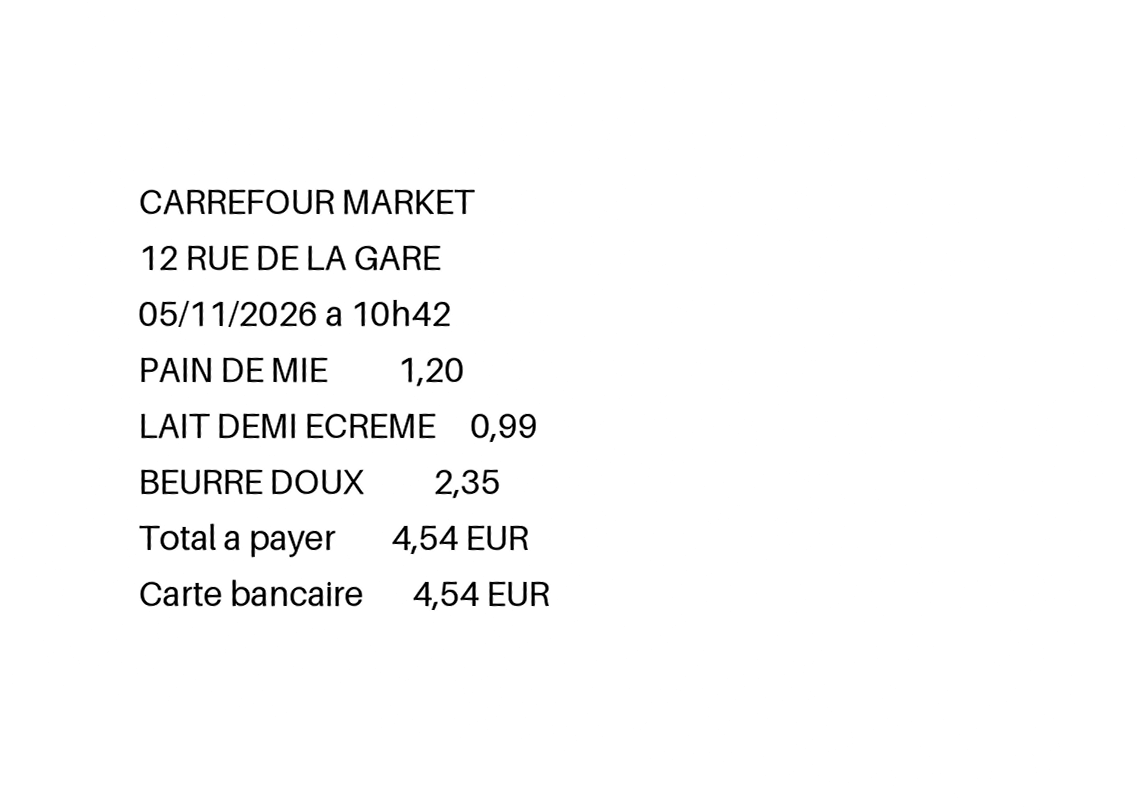 CARREFOUR MARKET
12 RUE DE LA GARE
05/11/2026 a 10h42
PAIN DE MIE 1,20
LAIT DEMI ECREME 0,99
BEURRE DOUX 2,35
Total a payer 4,54 EUR
Carte bancaire 4,54 EUR